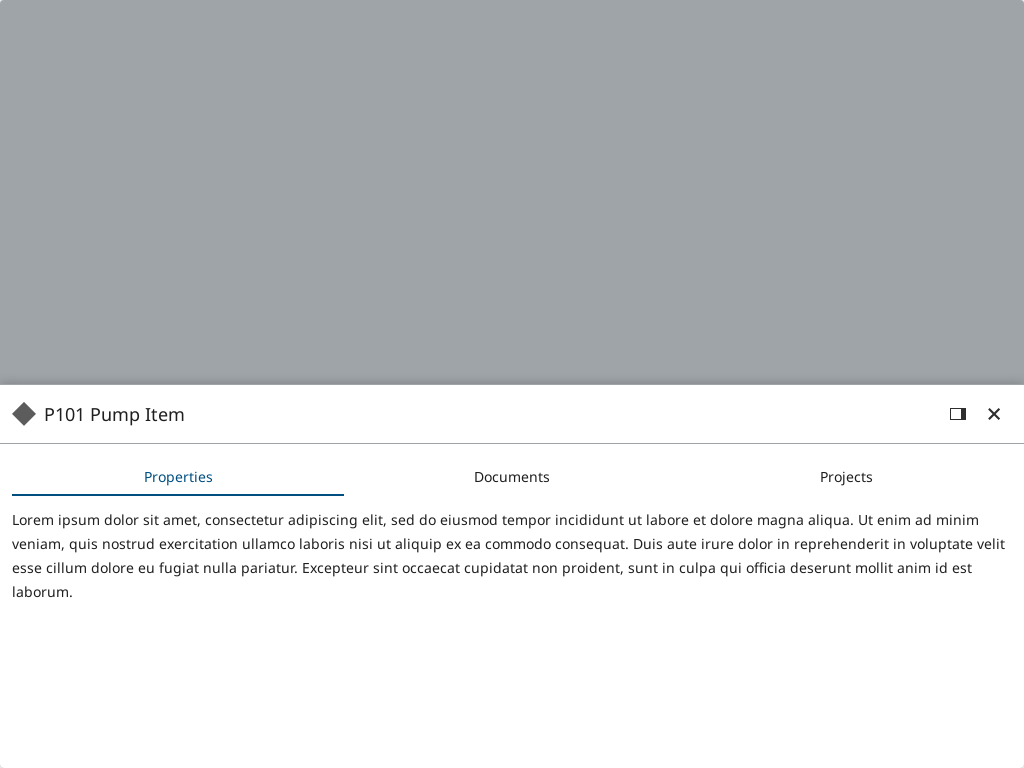 P101 Pump Item
Properties
Documents
Projects
Lorem ipsum dolor sit amet, consectetur adipiscing elit, sed do eiusmod tempor incididunt ut labore et dolore magna aliqua. Ut enim ad minim
veniam, quis nostrud exercitation ullamco laboris nisi ut aliquip ex ea commodo consequat. Duis aute irure dolor in reprehenderit in voluptate velit
esse cillum dolore eu fugiat nulla pariatur. Excepteur sint occaecat cupidatat non proident, sunt in culpa qui officia deserunt mollit anim id est
laborum.